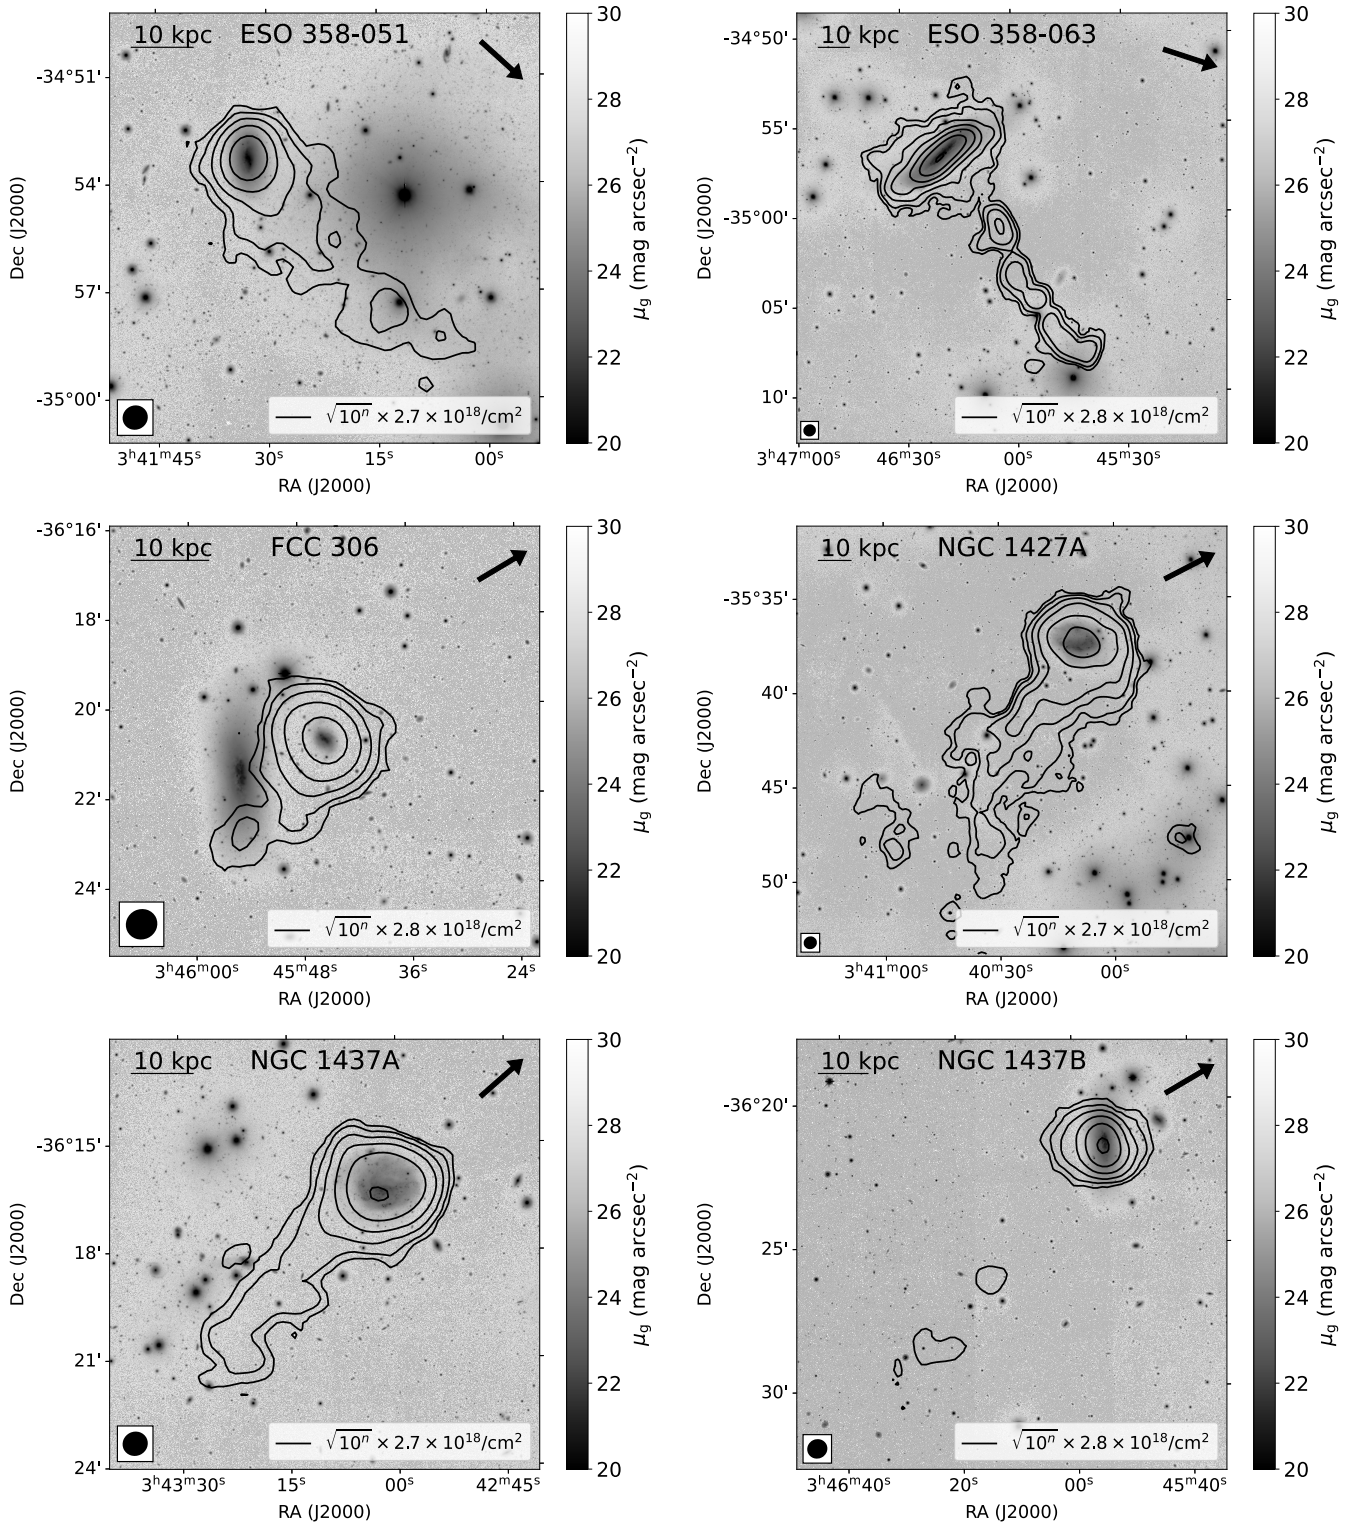 10 kpc ESO 358-051
-34°51'
54'
57'
-35°00'
Dec (J2000)
3ʰ41ᵐ45ˢ 30ˢ 15ˢ 00ˢ
RA (J2000)
√10ⁿ × 2.7 × 10¹⁸/cm²
30
28
26
24
22
20
μg (mag arcsec⁻²)
10 kpc ESO 358-063
-34°50'
55'
-35°00'
05'
10'
Dec (J2000)
3ʰ47ᵐ00ˢ 46ᵐ30ˢ 00ˢ 45ᵐ30ˢ
RA (J2000)
√10ⁿ × 2.8 × 10¹⁸/cm²
30
28
26
24
22
20
μg (mag arcsec⁻²)
10 kpc FCC 306
-36°16'
18'
20'
22'
24'
Dec (J2000)
3ʰ46ᵐ00ˢ 45ᵐ48ˢ 36ˢ 24ˢ
RA (J2000)
√10ⁿ × 2.8 × 10¹⁸/cm²
30
28
26
24
22
20
μg (mag arcsec⁻²)
10 kpc NGC 1427A
-35°35'
40'
45'
50'
Dec (J2000)
3ʰ41ᵐ00ˢ 40ᵐ30ˢ 00ˢ
RA (J2000)
√10ⁿ × 2.7 × 10¹⁸/cm²
30
28
26
24
22
20
μg (mag arcsec⁻²)
10 kpc NGC 1437A
-36°15'
18'
21'
24'
Dec (J2000)
3ʰ43ᵐ30ˢ 15ˢ 00ˢ 42ᵐ45ˢ
RA (J2000)
√10ⁿ × 2.7 × 10¹⁸/cm²
30
28
26
24
22
20
μg (mag arcsec⁻²)
10 kpc NGC 1437B
-36°20'
25'
30'
Dec (J2000)
3ʰ46ᵐ40ˢ 20ˢ 00ˢ 45ᵐ40ˢ
RA (J2000)
√10ⁿ × 2.8 × 10¹⁸/cm²
30
28
26
24
22
20
μg (mag arcsec⁻²)